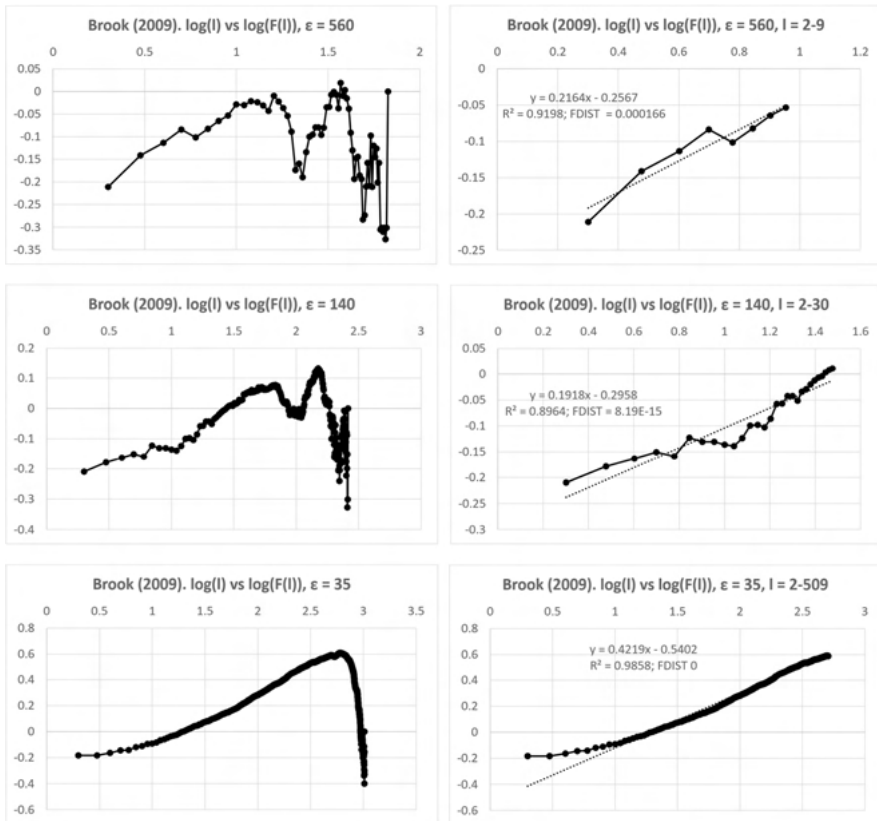 Brook (2009). log(l) vs log(F(l)), ε = 560
0 0.5 1 1.5 2
0.05
0
-0.05
-0.1
-0.15
-0.2
-0.25
-0.3
-0.35
Brook (2009). log(l) vs log(F(l)), ε = 560, l = 2-9
0 0.2 0.4 0.6 0.8 1 1.2
0
-0.05
-0.1
-0.15
-0.2
-0.25
y = 0.2164x - 0.2567
R² = 0.9198; FDIST = 0.000166
Brook (2009). log(l) vs log(F(l)), ε = 140
0 0.5 1 1.5 2 2.5 3
0.2
0.1
0
-0.1
-0.2
-0.3
-0.4
Brook (2009). log(l) vs log(F(l)), ε = 140, l = 2-30
0 0.2 0.4 0.6 0.8 1 1.2 1.4 1.6
0.05
0
-0.05
-0.1
-0.15
-0.2
-0.25
-0.3
y = 0.1918x - 0.2958
R² = 0.8964; FDIST = 8.19E-15
Brook (2009). log(l) vs log(F(l)), ε = 35
0 0.5 1 1.5 2 2.5 3 3.5
0.8
0.6
0.4
0.2
0
-0.2
-0.4
-0.6
Brook (2009). log(l) vs log(F(l)), ε = 35, l = 2-509
0 0.5 1 1.5 2 2.5 3
0.8
0.6
0.4
0.2
0
-0.2
-0.4
-0.6
y = 0.4219x - 0.5402
R² = 0.9858; FDIST 0